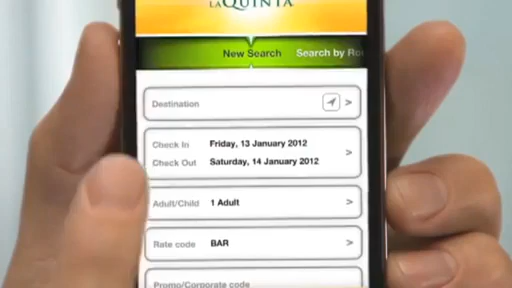 LAQUINTA
New Search Search by Ro
Destination >
Check In Friday, 13 January 2012
Check Out Saturday, 14 January 2012 >
Adult/Child 1 Adult >
Rate code BAR >
Promo/Corporate code